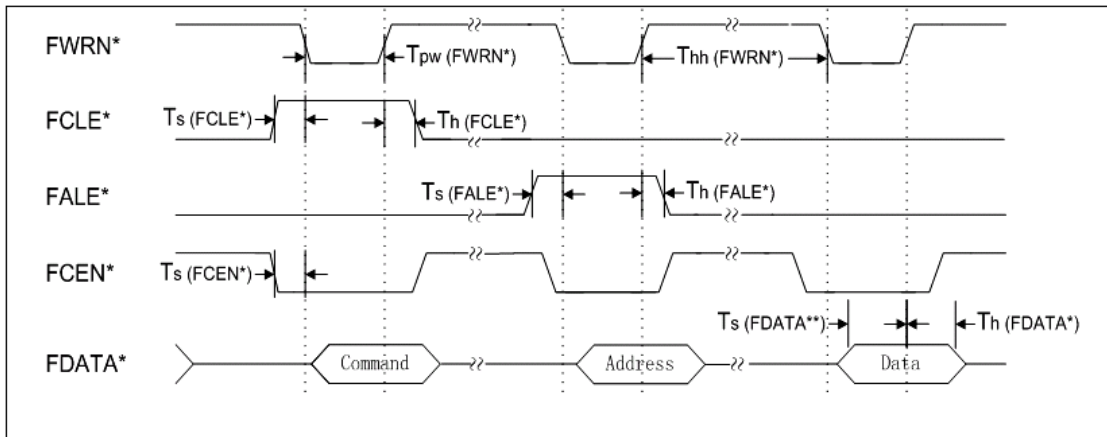 FWRN*
Tpw (FWRN*)
Thh (FWRN*)
FCLE*
Ts (FCLE*)
Th (FCLE*)
FALE*
Ts (FALE*)
Th (FALE*)
FCEN*
Ts (FCEN*)
Ts (FDATA**)
Th (FDATA*)
FDATA*
Command
Address
Data